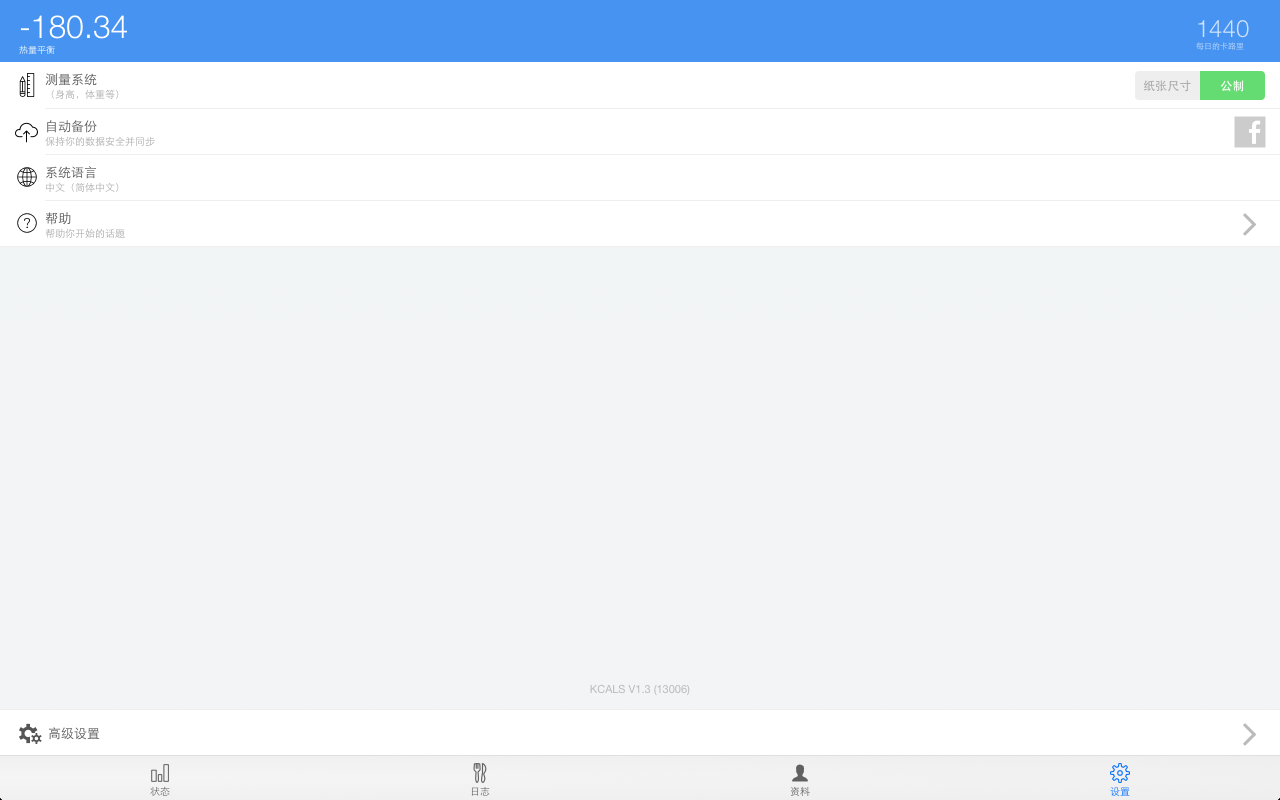 -180.34
热量平衡
1440
每日的卡路里
测量系统
（身高，体重等）
纸张尺寸
公制
自动备份
保持你的数据安全并同步
系统语言
中文（简体中文）
帮助
帮助你开始的话题
KCALS V1.3 (13006)
高级设置
状态
日志
资料
设置